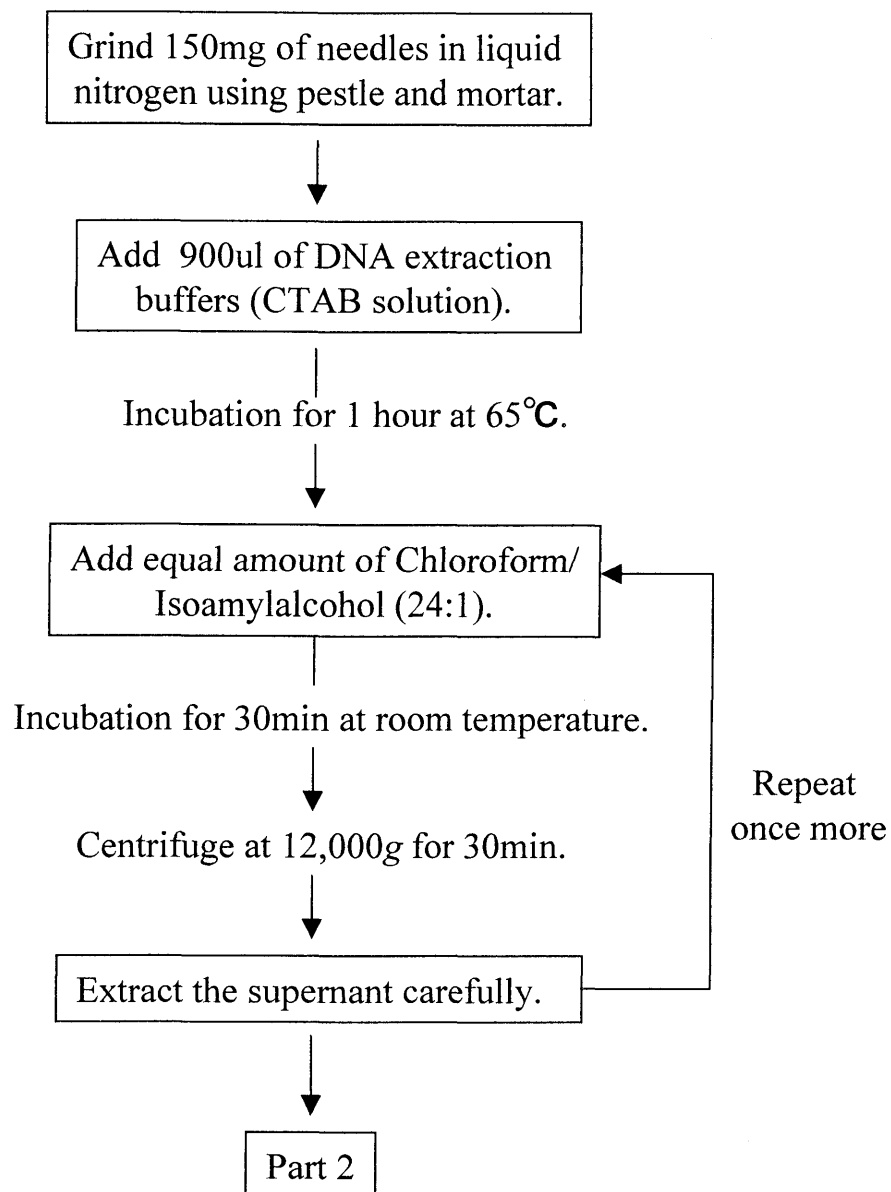 Grind 150mg of needles in liquid
nitrogen using pestle and mortar.
Add 900ul of DNA extraction
buffers (CTAB solution).
Incubation for 1 hour at 65℃.
Add equal amount of Chloroform/
Isoamylalcohol (24:1).
Incubation for 30min at room temperature.
Centrifuge at 12,000g for 30min.
Repeat
once more
Extract the supernant carefully.
Part 2